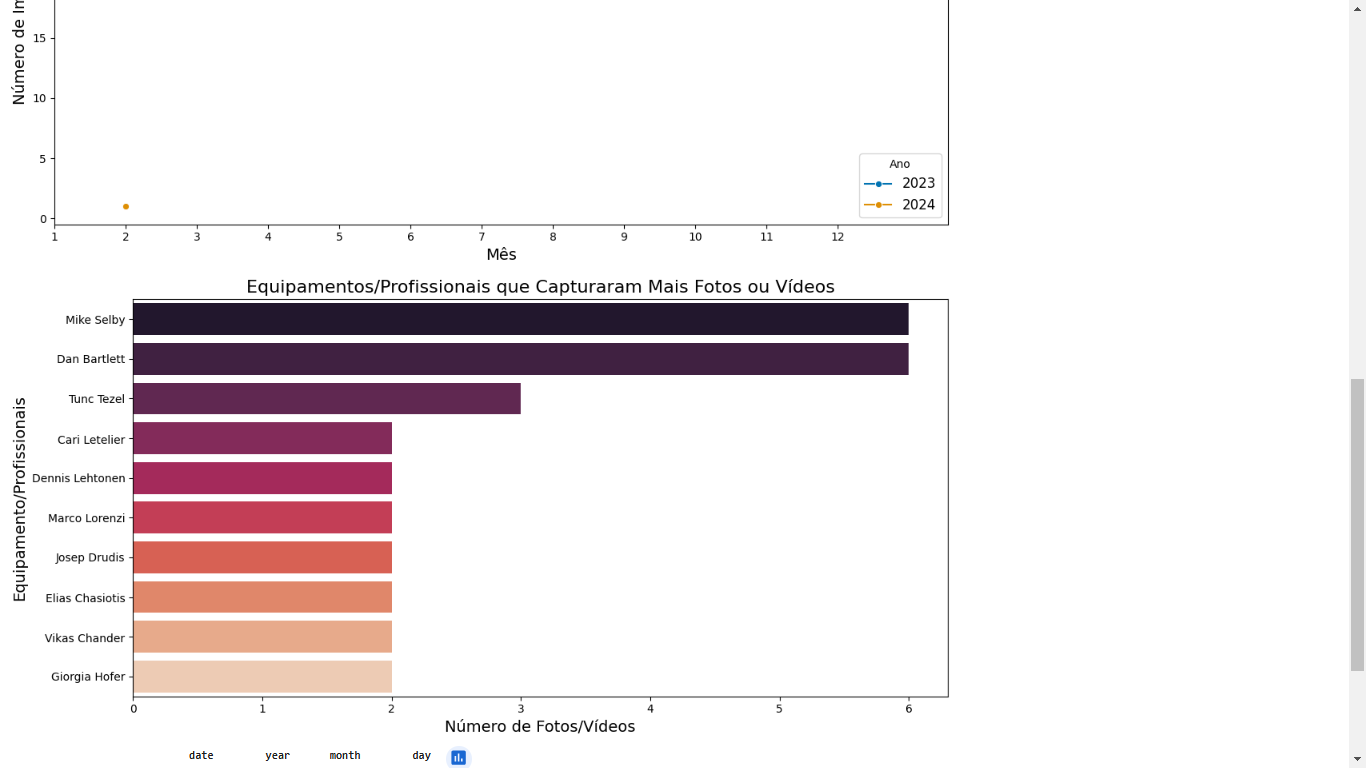 Número de Im
15
10
5
0
Ano
2023
2024
1 2 3 4 5 6 7 8 9 10 11 12
Mês
Equipamentos/Profissionais que Capturaram Mais Fotos ou Vídeos
Equipamento/Profissionais
Mike Selby
Dan Bartlett
Tunc Tezel
Cari Letelier
Dennis Lehtonen
Marco Lorenzi
Josep Drudis
Elias Chasiotis
Vikas Chander
Giorgia Hofer
0 1 2 3 4 5 6
Número de Fotos/Vídeos
date year month day